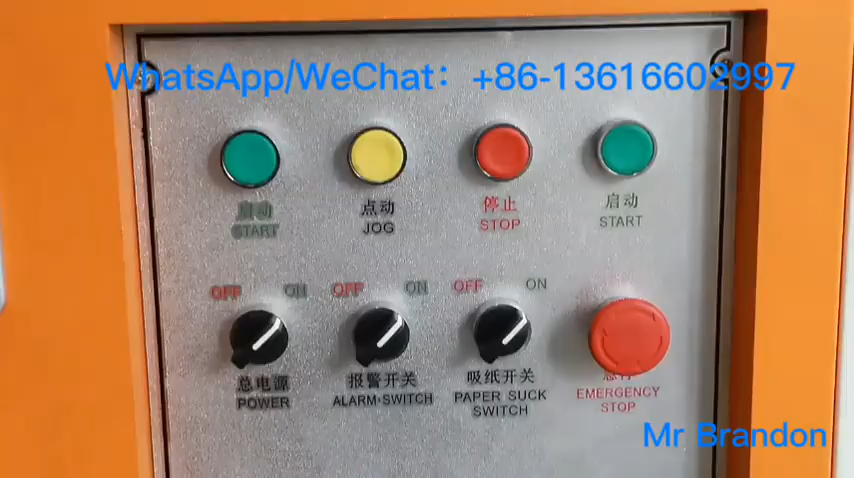 WhatsApp/WeChat：+86-13616602997
启动 点动 停止 启动
START JOG STOP START
OFF ON OFF ON OFF ON
总电源 报警开关 吸纸开关
POWER ALARM·SWITCH PAPER SUCK SWITCH
EMERGENCY STOP
Mr Brandon